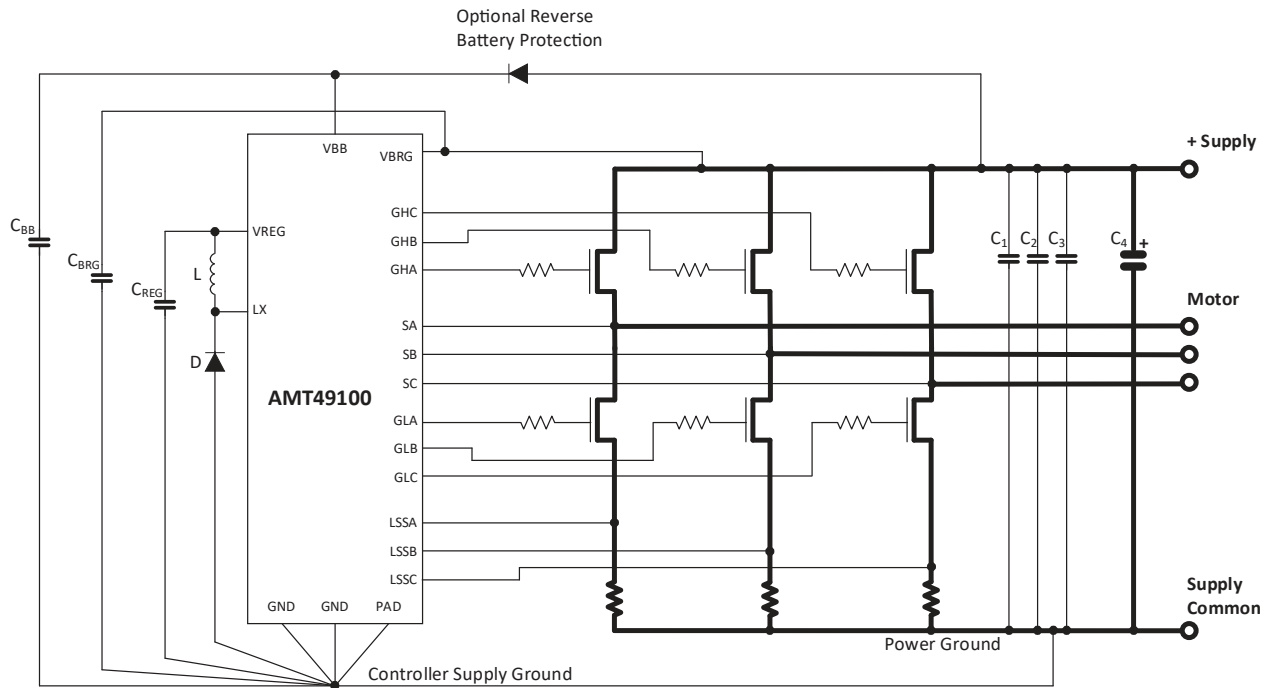 Optional Reverse
Battery Protection
VBB
VBRG
+ Supply
GHC
GHB
GHA
VREG
L
LX
D
CBB
CBRG
CREG
C1
C2
C3
C4
+
Motor
SA
SB
SC
AMT49100
GLA
GLB
GLC
LSSA
LSSB
LSSC
GND
GND
PAD
Supply
Common
Power Ground
Controller Supply Ground